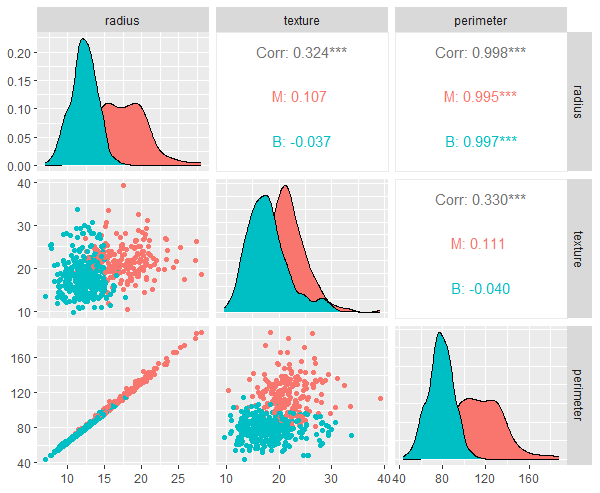 radius texture perimeter
0.20
0.15
0.10
0.05
0.00
Corr: 0.324***
M: 0.107
B: -0.037
Corr: 0.998***
M: 0.995***
B: 0.997***
radius
40
30
20
10
Corr: 0.330***
M: 0.111
B: -0.040
texture
160
120
80
40
perimeter
10 15 20 25
10 20 30 40
40 80 120 160